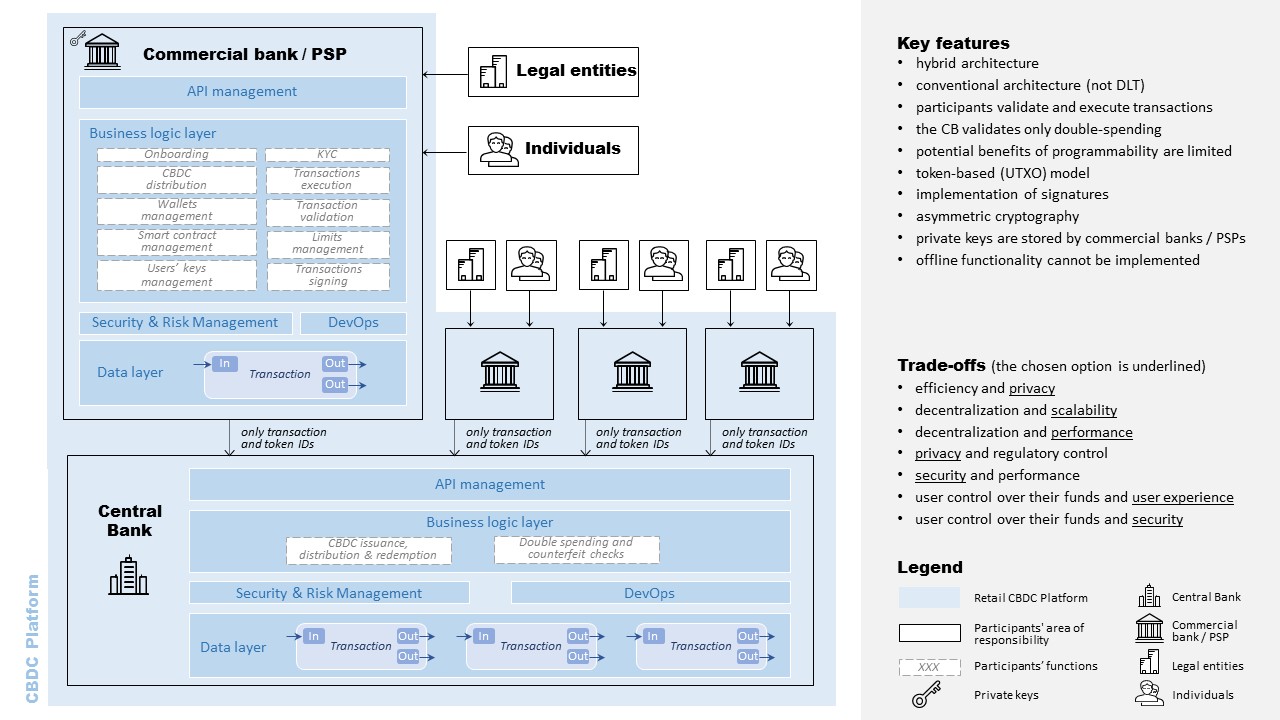 Commercial bank / PSP
API management
Business logic layer
Onboarding
KYC
CBDC
distribution
Transactions
execution
Wallets
management
Transaction
validation
Smart contract
management
Limits
management
Users' keys
management
Transactions
signing
Security & Risk Management
DevOps
Data layer
In
Transaction
Out
Out
Legal entities
Individuals
only transaction
and token IDs
only transaction
and token IDs
only transaction
and token IDs
only transaction
and token IDs
Central
Bank
API management
Business logic layer
CBDC issuance,
distribution & redemption
Double spending and
counterfeit checks
Security & Risk Management
DevOps
Data layer
In
Transaction
Out
Out
In
Transaction
Out
Out
In
Transaction
Out
Out
CBDC Platform
Key features
• hybrid architecture
• conventional architecture (not DLT)
• participants validate and execute transactions
• the CB validates only double-spending
• potential benefits of programmability are limited
• token-based (UTXO) model
• implementation of signatures
• asymmetric cryptography
• private keys are stored by commercial banks / PSPs
• offline functionality cannot be implemented
Trade-offs (the chosen option is underlined)
• efficiency and privacy
• decentralization and scalability
• decentralization and performance
• privacy and regulatory control
• security and performance
• user control over their funds and user experience
• user control over their funds and security
Legend
Retail CBDC Platform
Participants' area of
responsibility
XXX
Participants' functions
Private keys
Central Bank
Commercial
bank / PSP
Legal entities
Individuals